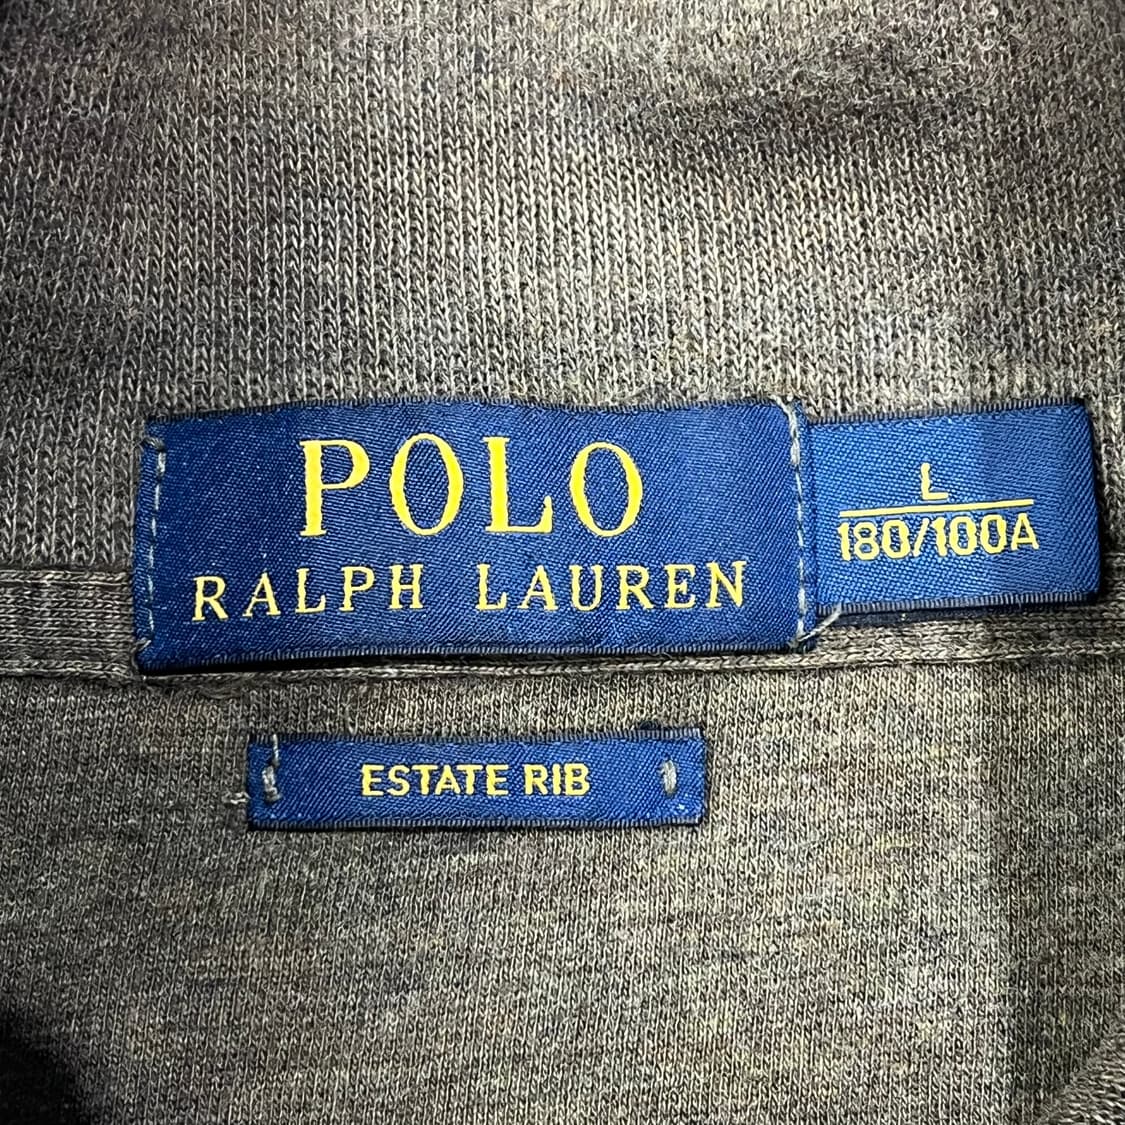 POLO
RALPH LAUREN
L
180/100A
ESTATE RIB